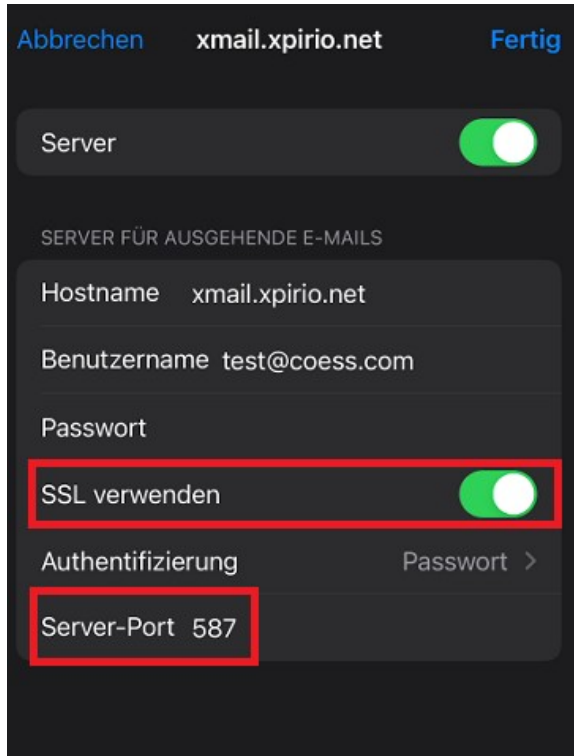 Abbrechen xmail.xpirio.net Fertig
Server
SERVER FÜR AUSGEHENDE E-MAILS
Hostname xmail.xpirio.net
Benutzername test@coess.com
Passwort
SSL verwenden
Authentifizierung Passwort
Server-Port 587